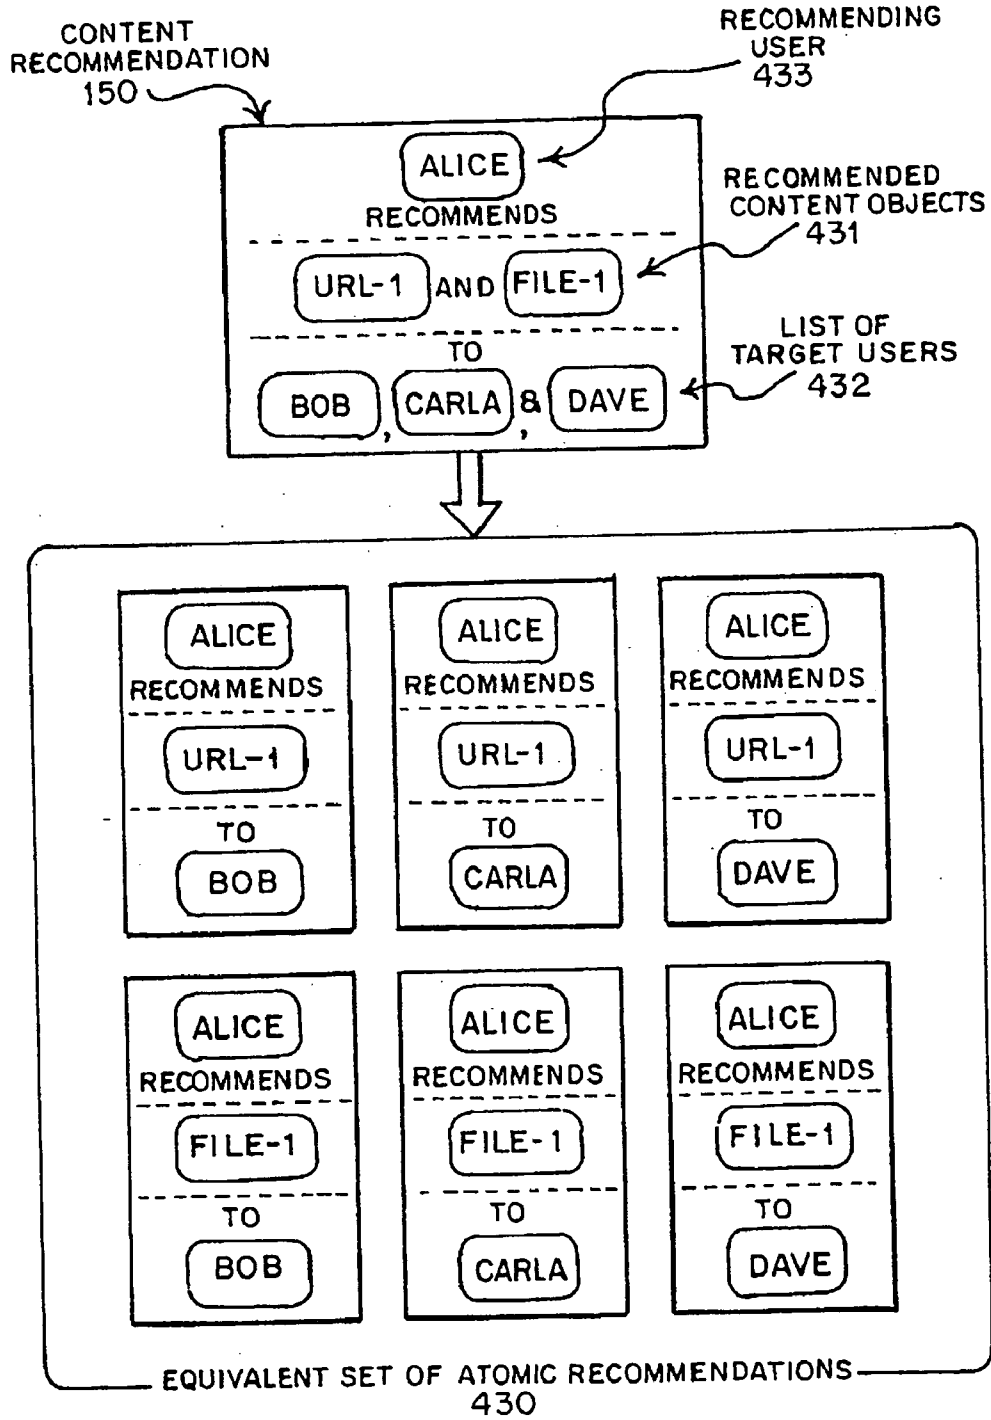 CONTENT
RECOMMENDATION
150
RECOMMENDING
USER
433
ALICE
RECOMMENDS
RECOMMENDED
CONTENT OBJECTS
431
URL-1 AND FILE-1
LIST OF
TARGET USERS
432
TO
BOB, CARLA & DAVE
,
ALICE ALICE ALICE
RECOMMENDS RECOMMENDS RECOMMENDS
URL-1 URL-1 URL-1
TO TO TO
BOB CARLA DAVE
ALICE ALICE ALICE
RECOMMENDS RECOMMENDS RECOMMENDS
FILE-1 FILE-1 FILE-1
TO TO TO
BOB CARLA DAVE
EQUIVALENT SET OF ATOMIC RECOMMENDATIONS
430